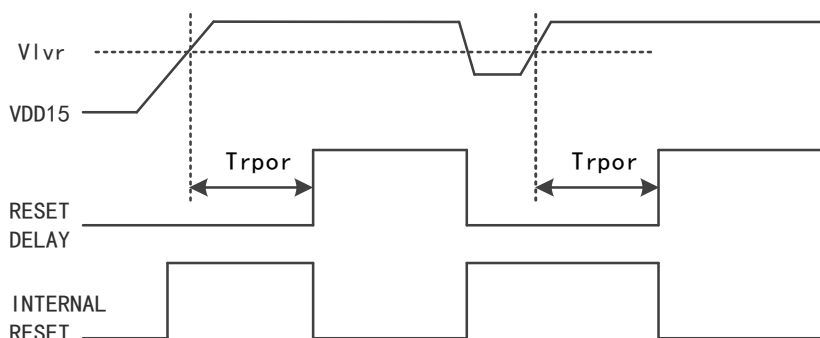 Vlvr
VDD15
Trpor
Trpor
RESET
DELAY
INTERNAL
RESET